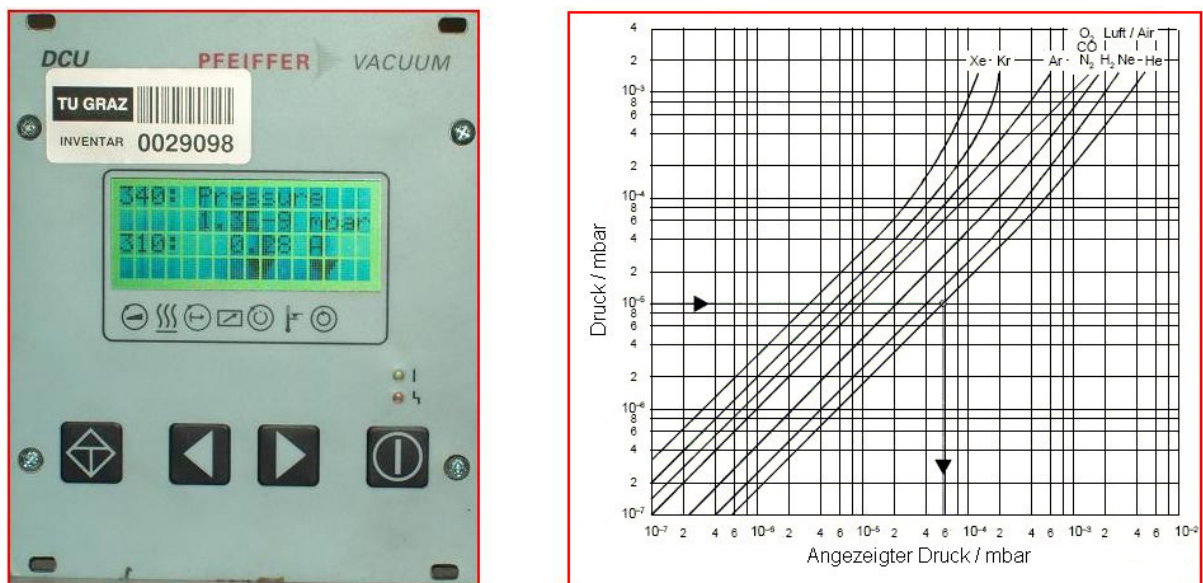 DCU PFEIFFER VACUUM
TU GRAZ
INVENTAR 0029098
340: Pressure
1.3E-9 mbar
310: 0.28 A
Druck / mbar
4
2
10⁻³
8
6
4
2
10⁻⁴
8
6
4
2
10⁻⁵
8
6
4
2
10⁻⁶
8
6
4
2
10⁻⁷
O₂ Luft / Air
CO
Xe Kr Ar N₂ H₂ Ne He
10⁻⁷ 2 4 6 10⁻⁶ 2 4 6 10⁻⁵ 2 4 6 10⁻⁴ 2 4 6 10⁻³ 2 4 6 10⁻²
Angezeigter Druck / mbar